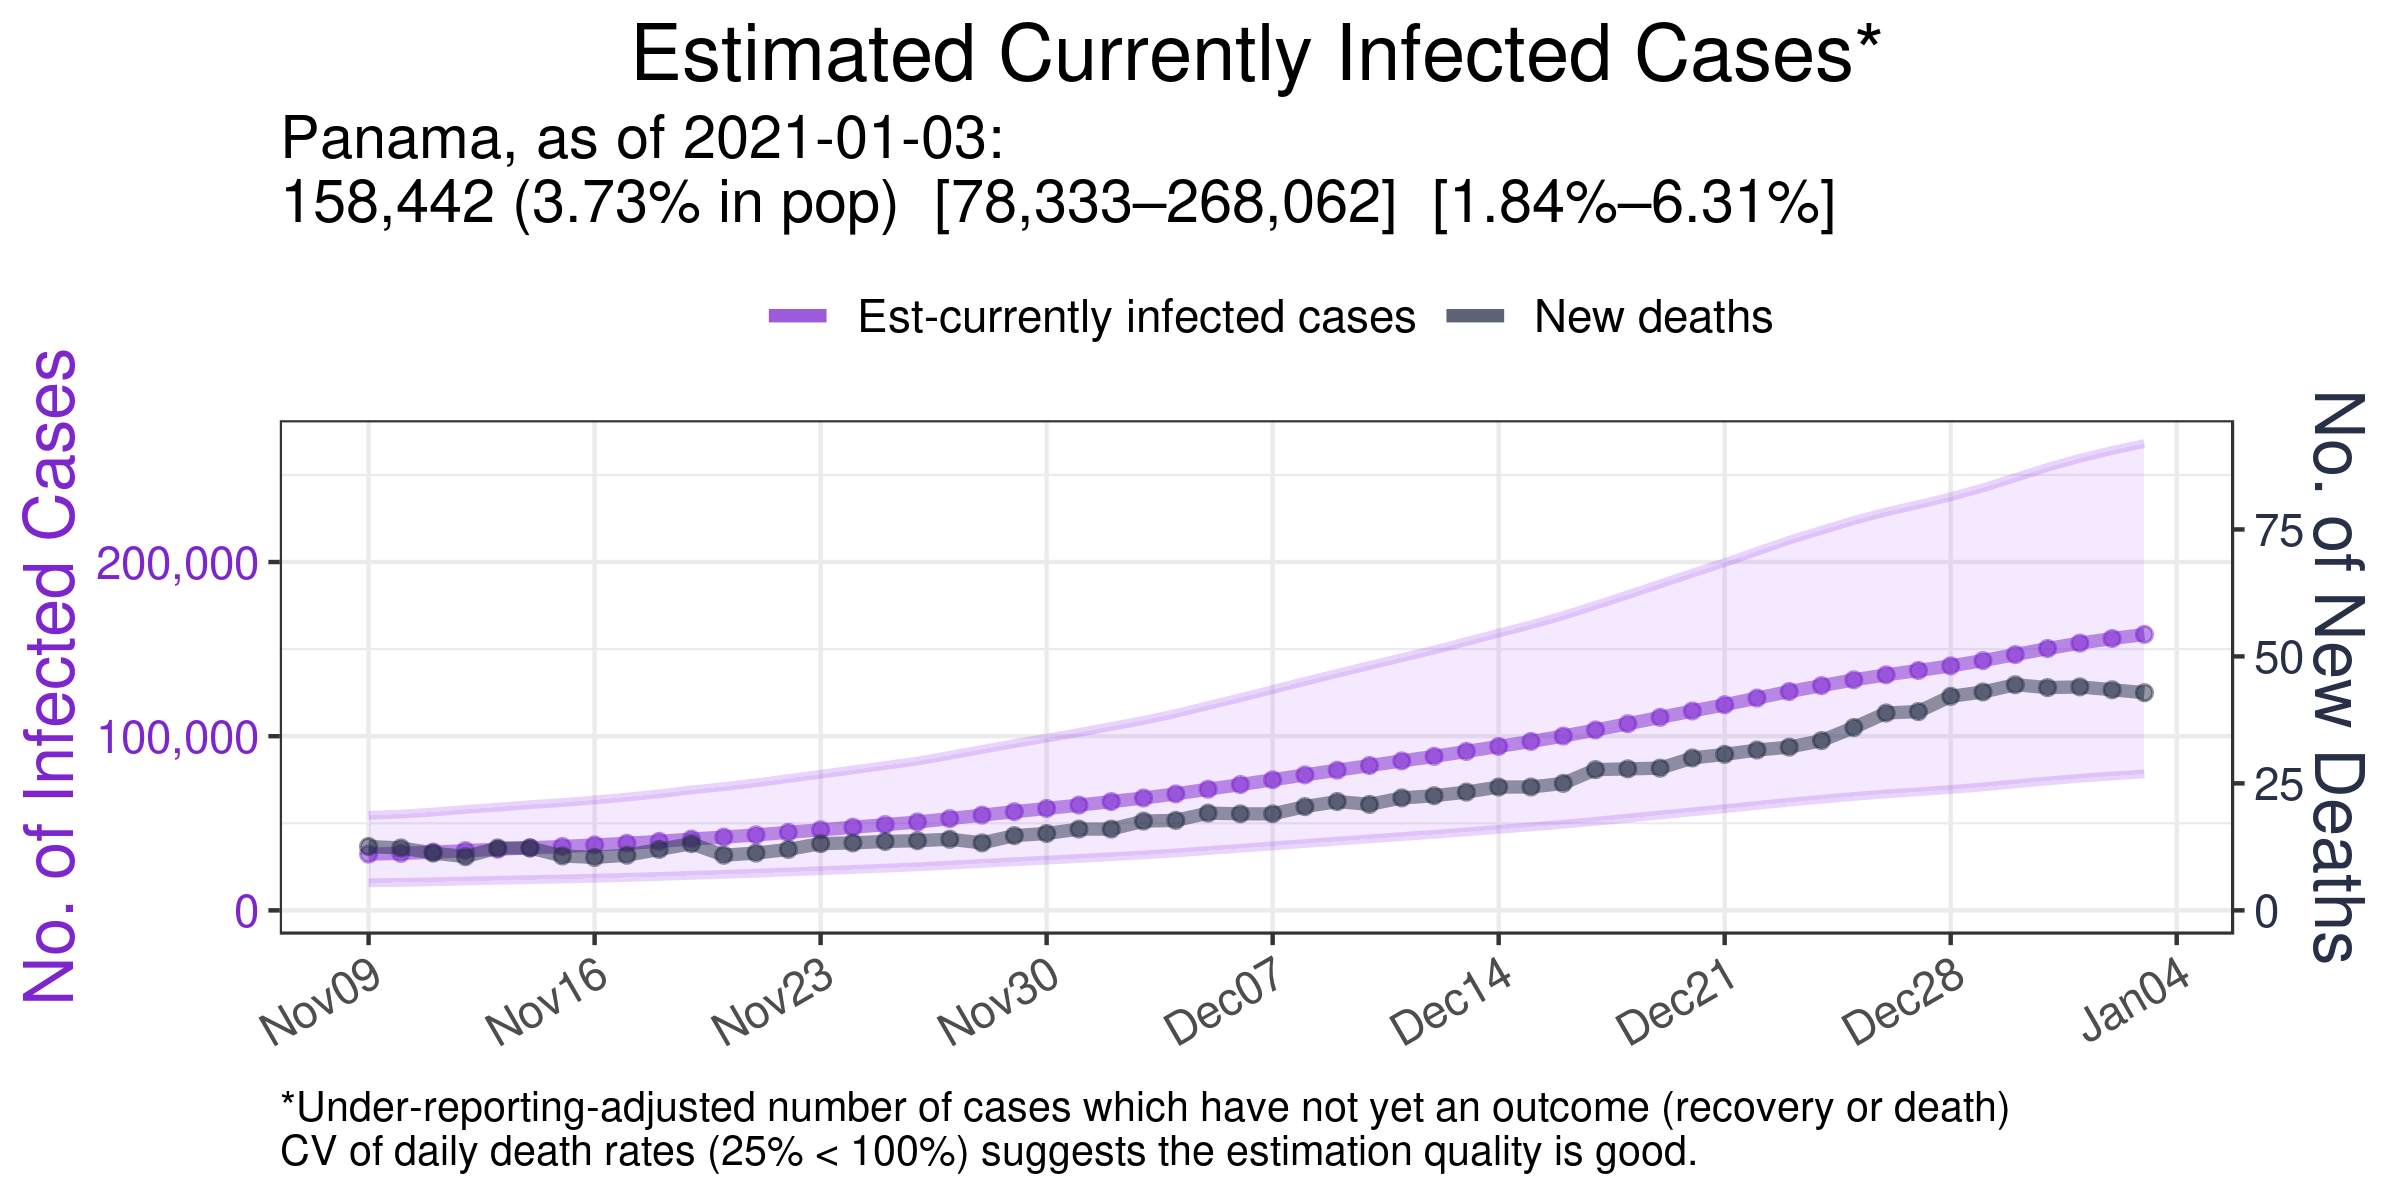 Estimated Currently Infected Cases*
Panama, as of 2021-01-03:
158,442 (3.73% in pop)  [78,333–268,062]  [1.84%–6.31%]
Est-currently infected cases
New deaths
No. of Infected Cases
200,000
100,000
0
No. of New Deaths
75
50
25
0
Nov09
Nov16
Nov23
Nov30
Dec07
Dec14
Dec21
Dec28
Jan04
*Under-reporting-adjusted number of cases which have not yet an outcome (recovery or death)
CV of daily death rates (25% < 100%) suggests the estimation quality is good.